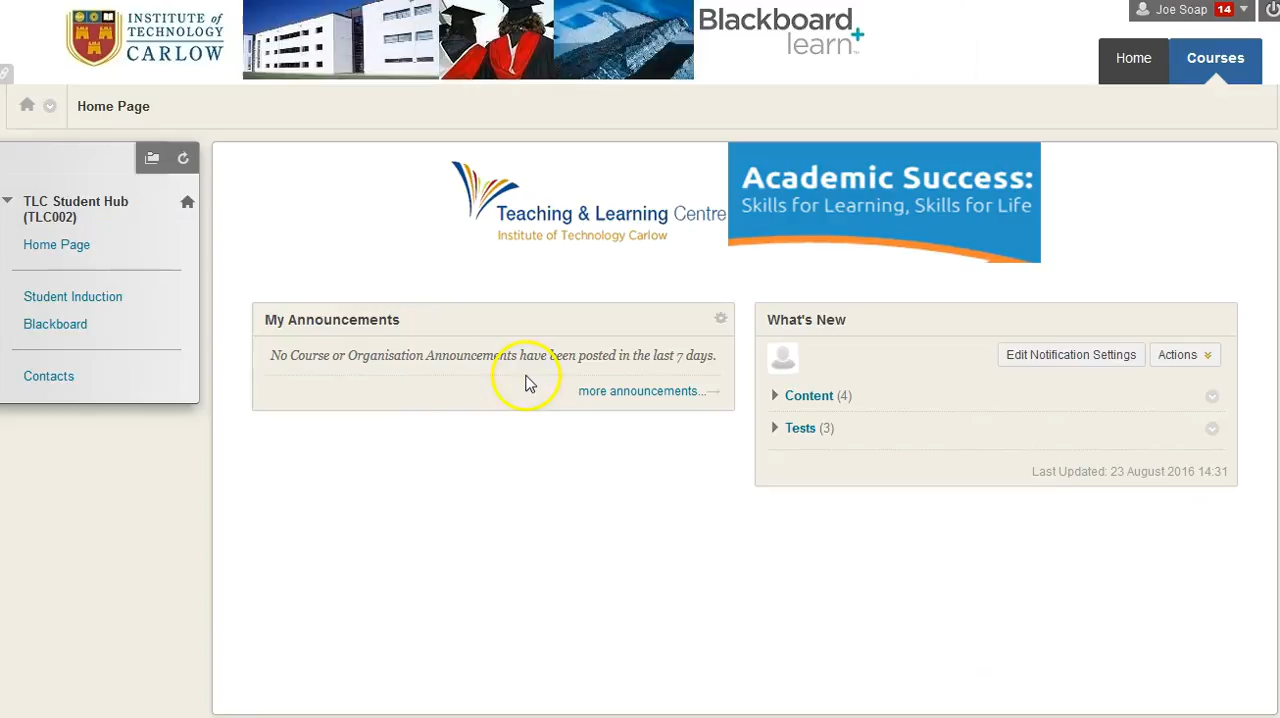 INSTITUTE of
TECHNOLOGY
CARLOW
Blackboard
learn+
Joe Soap 14
Home
Courses
Home Page
TLC Student Hub
(TLC002)
Home Page
Student Induction
Blackboard
Contacts
Teaching & Learning Centre
Institute of Technology Carlow
Academic Success:
Skills for Learning, Skills for Life
My Announcements
No Course or Organisation Announcements have been posted in the last 7 days.
more announcements...
What's New
Edit Notification Settings
Actions
Content (4)
Tests (3)
Last Updated: 23 August 2016 14:31